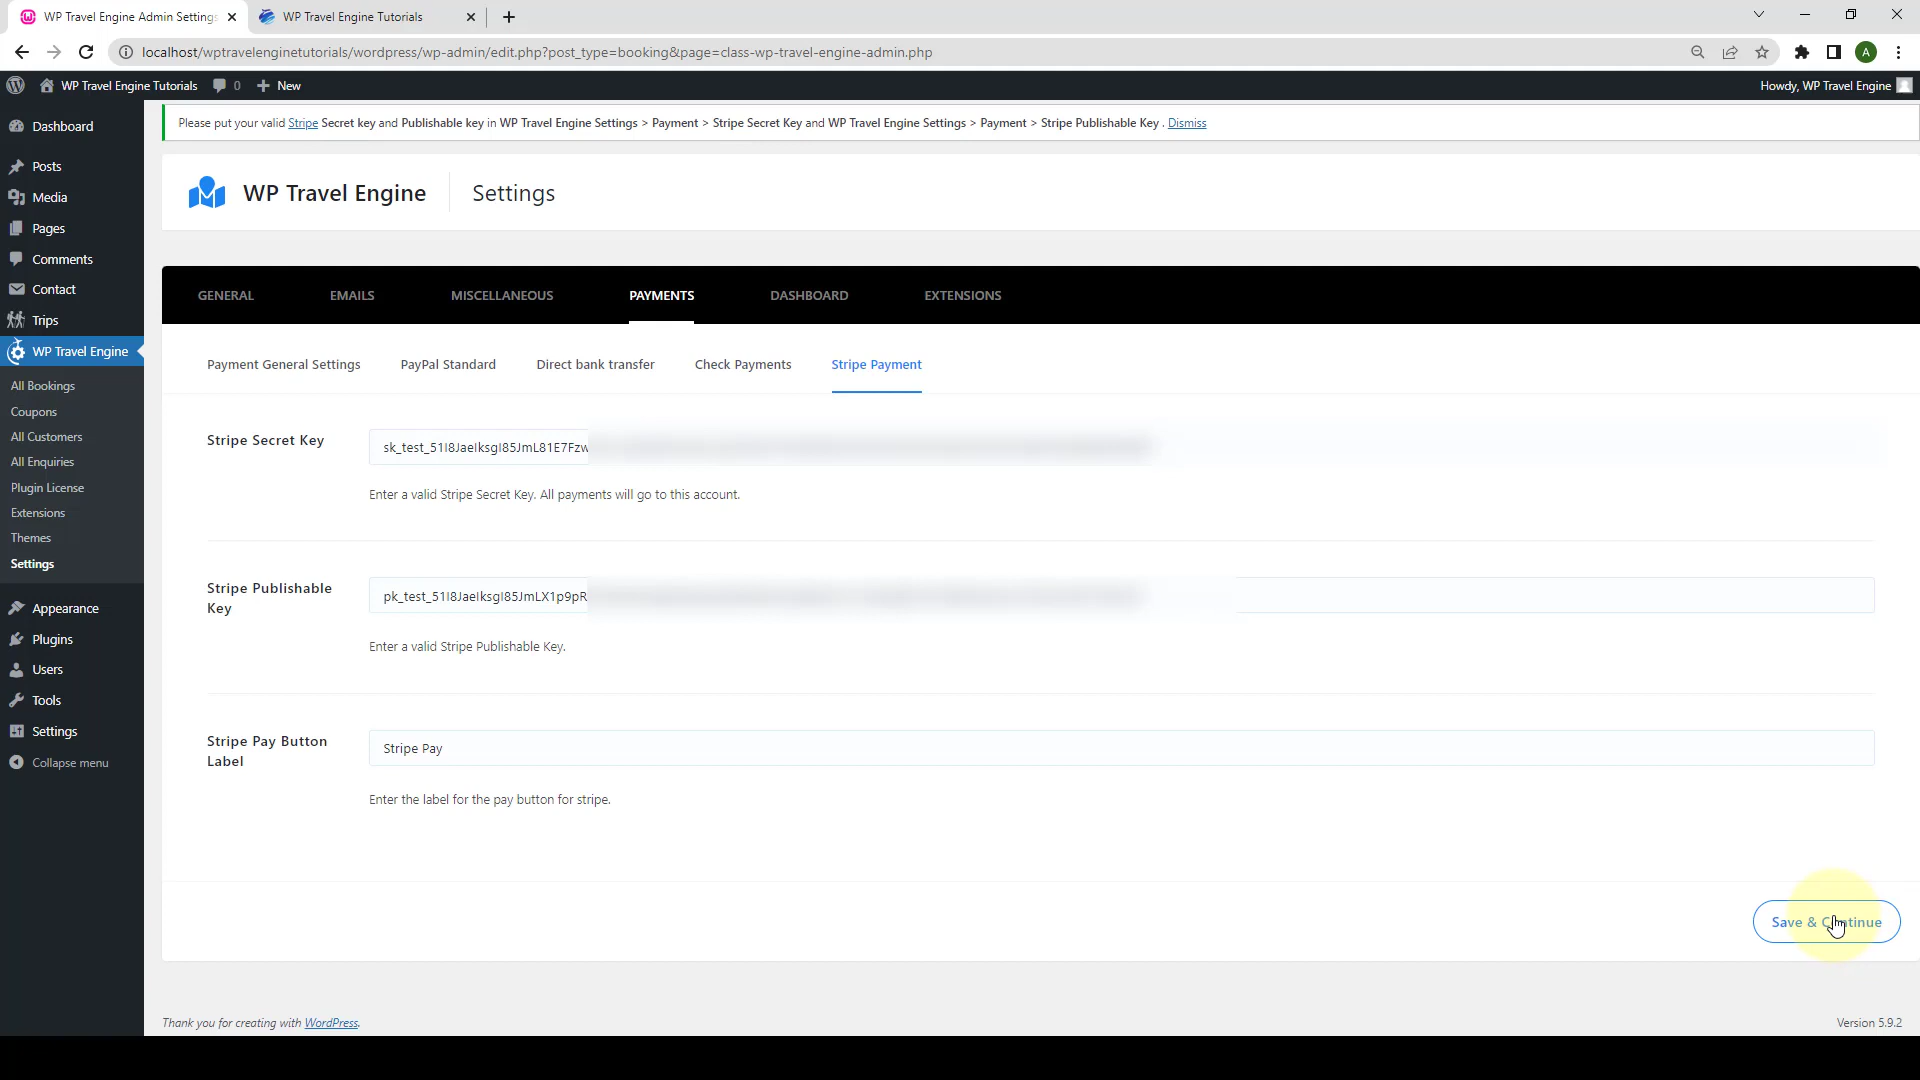 WP Travel Engine Admin Settings
WP Travel Engine Tutorials
localhost/wptravelenginetutorials/wordpress/wp-admin/edit.php?post_type=booking&page=class-wp-travel-engine-admin.php
A
WP Travel Engine Tutorials
0
New
Howdy, WP Travel Engine
Please put your valid Stripe Secret key and Publishable key in WP Travel Engine Settings > Payment > Stripe Secret Key and WP Travel Engine Settings > Payment > Stripe Publishable Key . Dismiss
Dashboard
Posts
Media
Pages
Comments
Contact
Trips
WP Travel Engine
All Bookings
Coupons
All Customers
All Enquiries
Plugin License
Extensions
Themes
Settings
Appearance
Plugins
Users
Tools
Settings
Collapse menu
WP Travel Engine
Settings
GENERAL
EMAILS
MISCELLANEOUS
PAYMENTS
DASHBOARD
EXTENSIONS
Payment General Settings
PayPal Standard
Direct bank transfer
Check Payments
Stripe Payment
Stripe Secret Key
sk_test_51I8JaeIksgI85JmL81E7Fzw
Enter a valid Stripe Secret Key. All payments will go to this account.
Stripe Publishable
Key
pk_test_51I8JaeIksgI85JmLX1p9pR
Enter a valid Stripe Publishable Key.
Stripe Pay Button
Label
Stripe Pay
Enter the label for the pay button for stripe.
Save & Continue
Thank you for creating with WordPress.
Version 5.9.2